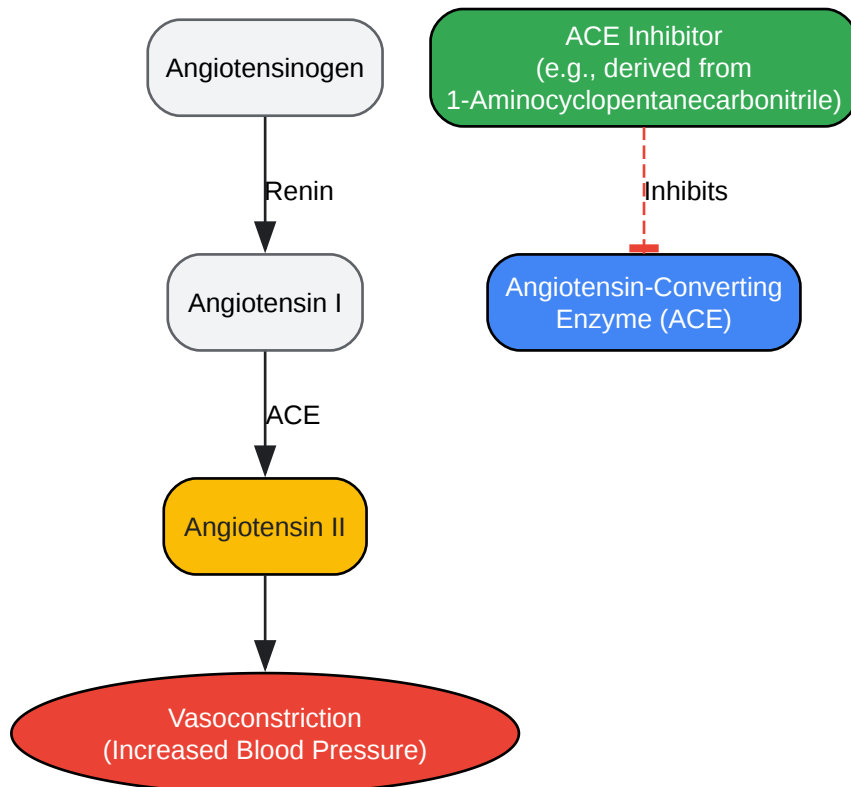 Angiotensinogen
ACE Inhibitor
(e.g., derived from
1-Aminocyclopentanecarbonitrile)
Renin
Inhibits
Angiotensin I
Angiotensin-Converting
Enzyme (ACE)
ACE
Angiotensin II
Vasoconstriction
(Increased Blood Pressure)